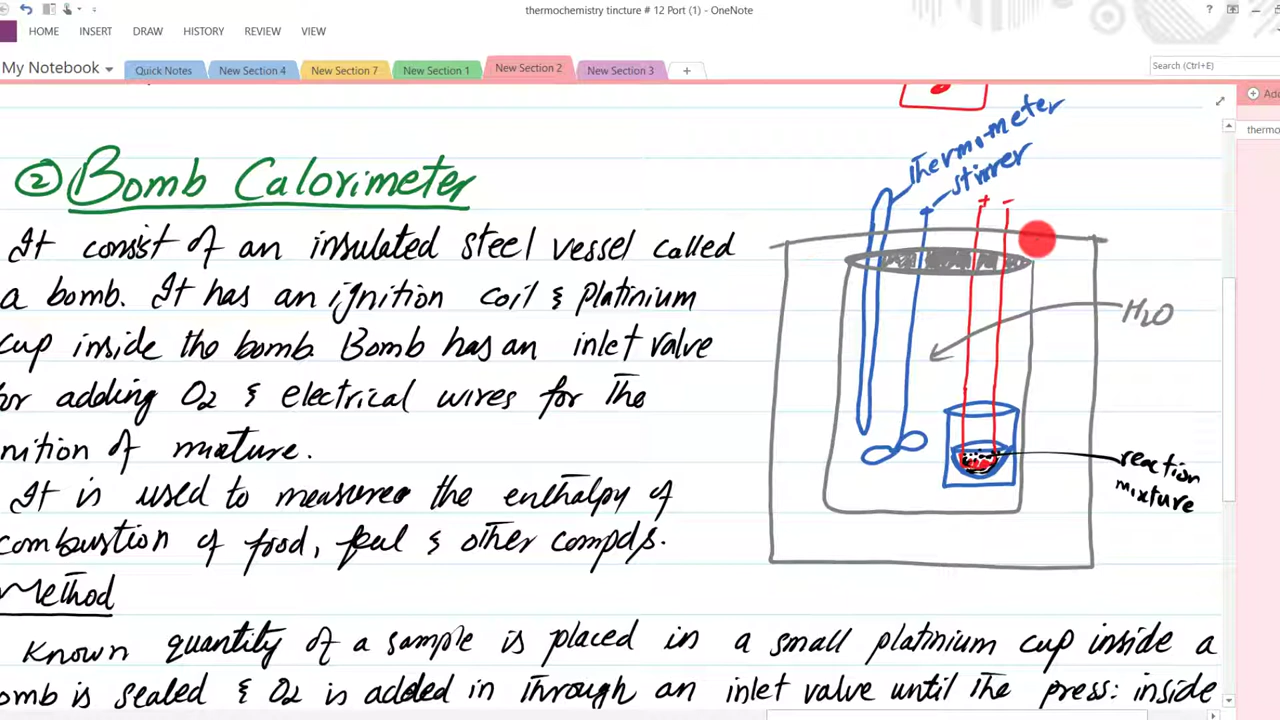 thermochemistry tincture # 12 Port (1) - OneNote
HOME INSERT DRAW HISTORY REVIEW VIEW
My Notebook Quick Notes New Section 4 New Section 7 New Section 1 New Section 2 New Section 3 +
Search (Ctrl+E)
Add
thermo
② Bomb Calorimeter
It consist of an insulated steel vessel called
a bomb. It has an ignition coil & platinium
cup inside the bomb. Bomb has an inlet valve
or adding O2 & electrical wires for the
nition of mixture.
It is used to measure the enthalpy of
combustion of food, fuel & other compds.
Method
Known quantity of a sample is placed in a small platinium cup inside a
omb is sealed & O2 is added in through an inlet valve until the press: inside
Thermometer
stirrer
+ -
H2O
reaction
mixture